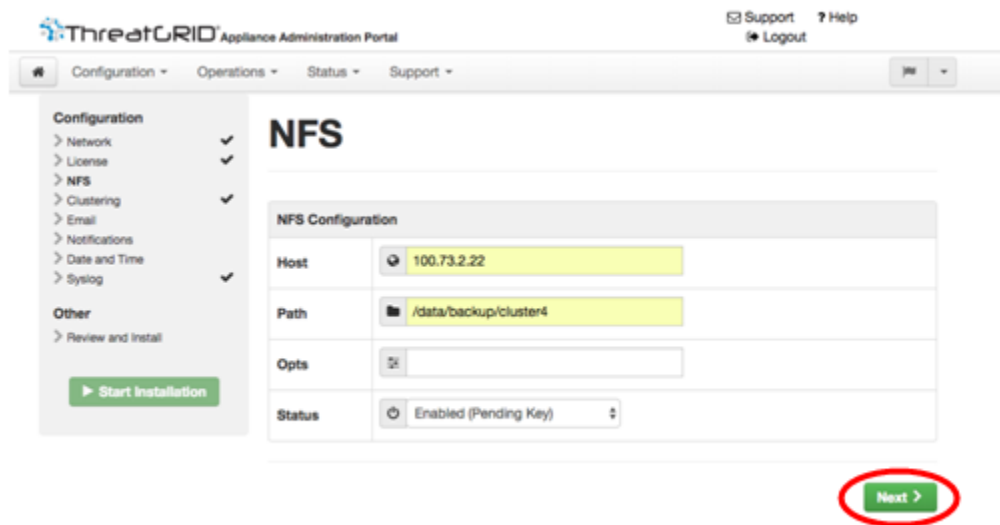 ThreatGRID Appliance Administration Portal
Support ? Help
Logout
Configuration Operations Status Support
Configuration
Network
License
NFS
Clustering
Email
Notifications
Date and Time
Syslog
Other
Review and Install
Start Installation
NFS
NFS Configuration
Host 100.73.2.22
Path /data/backup/cluster4
Opts
Status Enabled (Pending Key)
Next